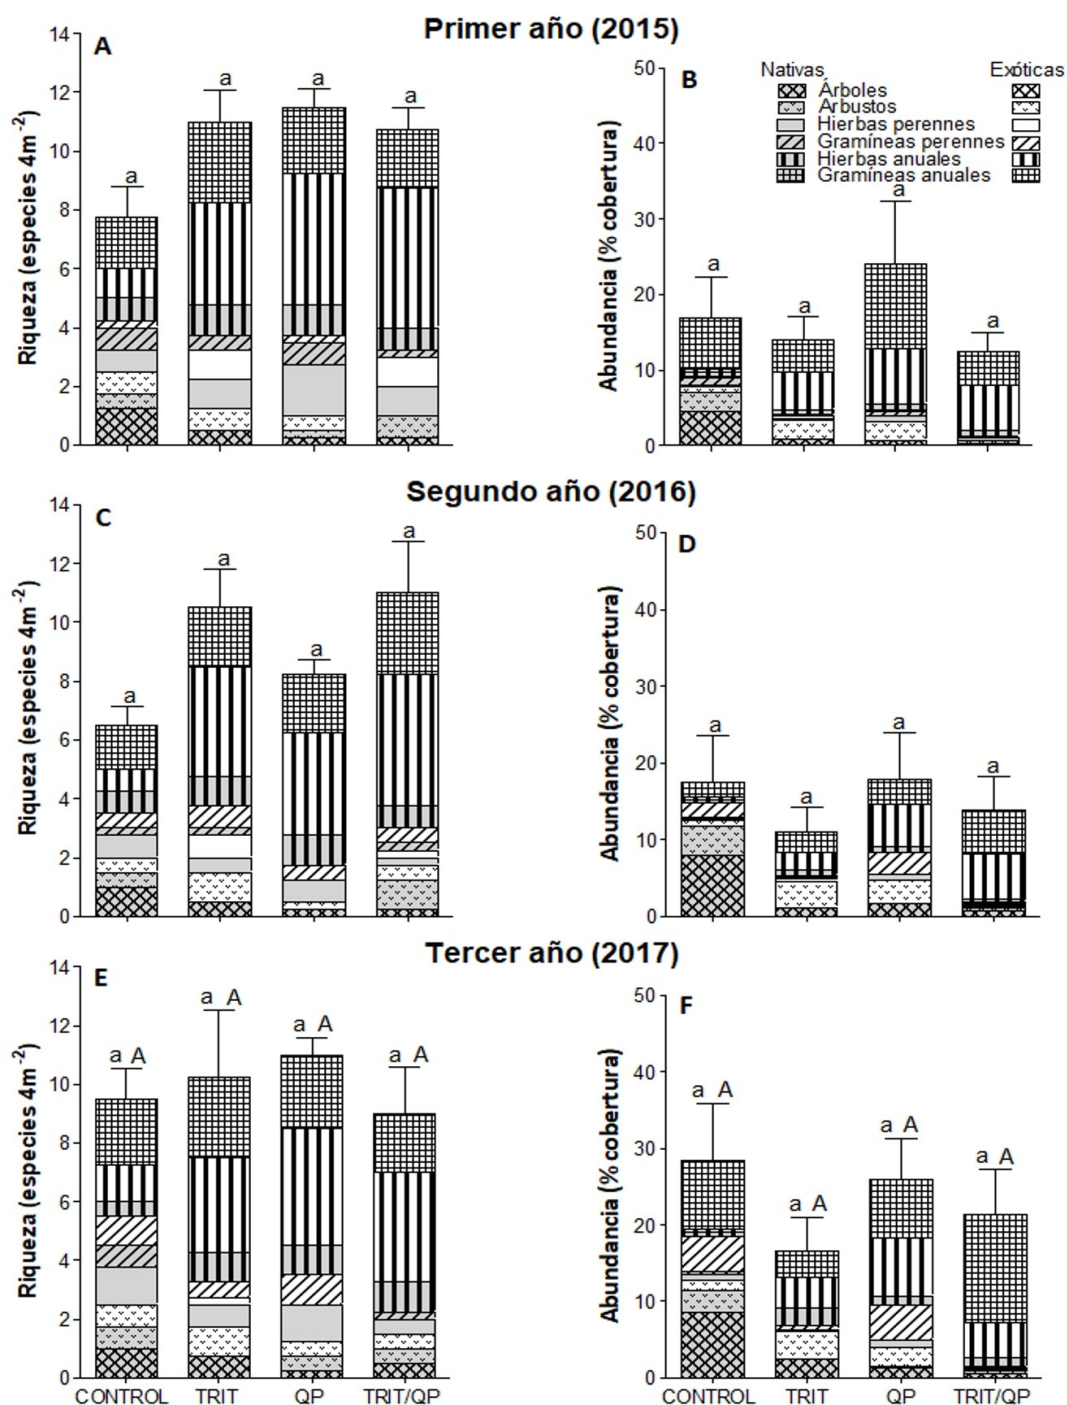 Primer año (2015)
A
Riqueza (especies 4m⁻²)
14
12
10
8
6
4
2
0
a
a
a
a
B
Abundancia (% cobertura)
50
40
30
20
10
0
Nativas Exóticas
Árboles
Arbustos
Hierbas perennes
Gramíneas perennes
Hierbas anuales
Gramíneas anuales
a
a
a
a
Segundo año (2016)
C
Riqueza (especies 4m⁻²)
14
12
10
8
6
4
2
0
a
a
a
a
D
Abundancia (% cobertura)
50
40
30
20
10
0
a
a
a
a
Tercer año (2017)
E
Riqueza (especies 4m⁻²)
14
12
10
8
6
4
2
0
a A
a A
a A
a A
CONTROL TRIT QP TRIT/QP
F
Abundancia (% cobertura)
50
40
30
20
10
0
a A
a A
a A
a A
CONTROL TRIT QP TRIT/QP